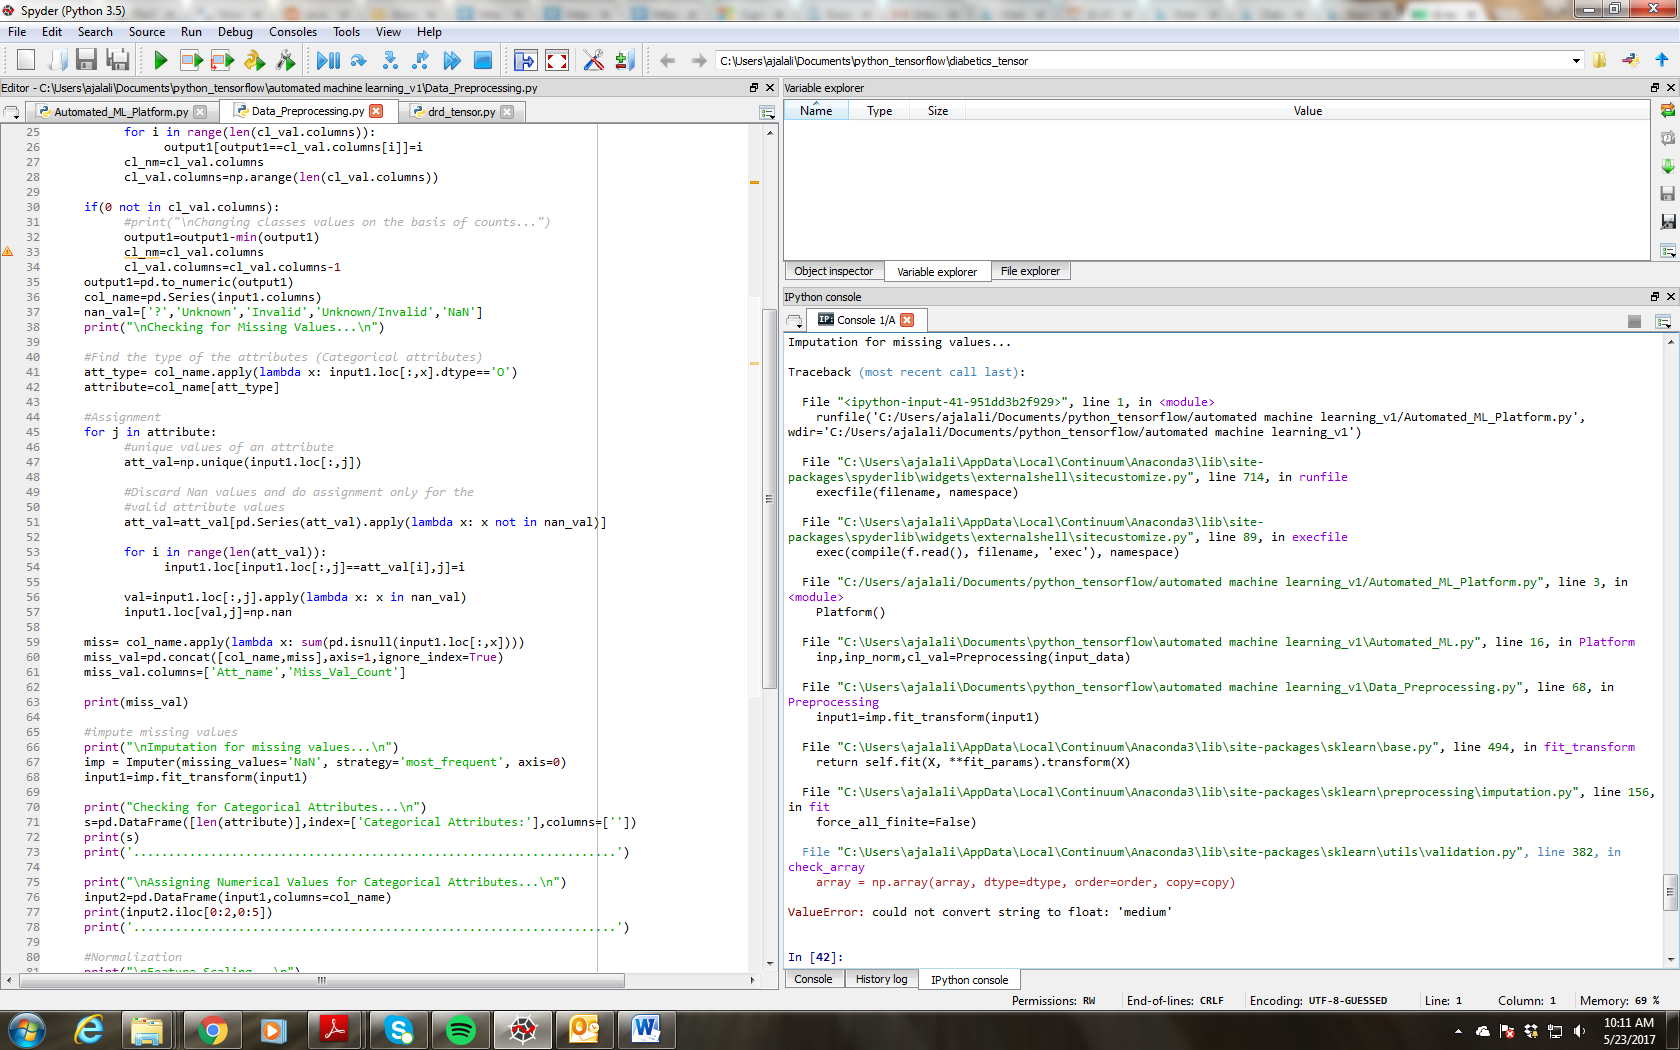 Spyder (Python 3.5)
File Edit Search Source Run Debug Consoles Tools View Help
C:\Users\ajalali\Documents\python_tensorflow\diabetics_tensor
Editor - C:\Users\ajalali\Documents\python_tensorflow\automated machine learning_v1\Data_Preprocessing.py
Automated_ML_Platform.py Data_Preprocessing.py drd_tensor.py
25 for i in range(len(cl_val.columns)):
26 output1[output1==cl_val.columns[i]]=i
27 cl_nm=cl_val.columns
28 cl_val.columns=np.arange(len(cl_val.columns))
29
30 if(0 not in cl_val.columns):
31 #print("\nChanging classes values on the basis of counts...")
32 output1=output1-min(output1)
33 cl_nm=cl_val.columns
34 cl_val.columns=cl_val.columns-1
35 output1=pd.to_numeric(output1)
36 col_name=pd.Series(input1.columns)
37 nan_val=['?','Unknown','Invalid','Unknown/Invalid','NaN']
38 print("\nChecking for Missing Values...\n")
39
40 #Find the type of the attributes (Categorical attributes)
41 att_type= col_name.apply(lambda x: input1.loc[:,x].dtype=='O')
42 attribute=col_name[att_type]
43
44 #Assignment
45 for j in attribute:
46 #unique values of an attribute
47 att_val=np.unique(input1.loc[:,j])
48
49 #Discard Nan values and do assignment only for the
50 #valid attribute values
51 att_val=att_val[pd.Series(att_val).apply(lambda x: x not in nan_val)]
52
53 for i in range(len(att_val)):
54 input1.loc[input1.loc[:,j]==att_val[i],j]=i
55
56 val=input1.loc[:,j].apply(lambda x: x in nan_val)
57 input1.loc[val,j]=np.nan
58
59 miss= col_name.apply(lambda x: sum(pd.isnull(input1.loc[:,x])))
60 miss_val=pd.concat([col_name,miss],axis=1,ignore_index=True)
61 miss_val.columns=['Att_name','Miss_Val_Count']
62
63 print(miss_val)
64
65 #impute missing values
66 print("\nImputation for missing values...\n")
67 imp = Imputer(missing_values='NaN', strategy='most_frequent', axis=0)
68 input1=imp.fit_transform(input1)
69
70 print("Checking for Categorical Attributes...\n")
71 s=pd.DataFrame([len(attribute)],index=['Categorical Attributes:'],columns=[''])
72 print(s)
73 print('.....................................................................')
74
75 print("\nAssigning Numerical Values for Categorical Attributes...\n")
76 input2=pd.DataFrame(input1,columns=col_name)
77 print(input2.iloc[0:2,0:5])
78 print('.....................................................................')
79
80 #Normalization
81 print("\nFeature Scaling...\n")
Variable explorer
Name Type Size Value
Object inspector Variable explorer File explorer
IPython console
IP: Console 1/A
Imputation for missing values...
Traceback (most recent call last):
File "<ipython-input-41-951dd3b2f929>", line 1, in <module>
runfile('C:/Users/ajalali/Documents/python_tensorflow/automated machine learning_v1/Automated_ML_Platform.py',
wdir='C:/Users/ajalali/Documents/python_tensorflow/automated machine learning_v1')
File "C:\Users\ajalali\AppData\Local\Continuum\Anaconda3\lib\site-
packages\spyderlib\widgets\externalshell\sitecustomize.py", line 714, in runfile
execfile(filename, namespace)
File "C:\Users\ajalali\AppData\Local\Continuum\Anaconda3\lib\site-
packages\spyderlib\widgets\externalshell\sitecustomize.py", line 89, in execfile
exec(compile(f.read(), filename, 'exec'), namespace)
File "C:/Users/ajalali/Documents/python_tensorflow/automated machine learning_v1/Automated_ML_Platform.py", line 3, in
<module>
Platform()
File "C:\Users\ajalali\Documents\python_tensorflow\automated machine learning_v1\Automated_ML.py", line 16, in Platform
inp,inp_norm,cl_val=Preprocessing(input_data)
File "C:\Users\ajalali\Documents\python_tensorflow\automated machine learning_v1\Data_Preprocessing.py", line 68, in
Preprocessing
input1=imp.fit_transform(input1)
File "C:\Users\ajalali\AppData\Local\Continuum\Anaconda3\lib\site-packages\sklearn\base.py", line 494, in fit_transform
return self.fit(X, **fit_params).transform(X)
File "C:\Users\ajalali\AppData\Local\Continuum\Anaconda3\lib\site-packages\sklearn\preprocessing\imputation.py", line 156,
in fit
force_all_finite=False)
File "C:\Users\ajalali\AppData\Local\Continuum\Anaconda3\lib\site-packages\sklearn\utils\validation.py", line 382, in
check_array
array = np.array(array, dtype=dtype, order=order, copy=copy)
ValueError: could not convert string to float: 'medium'
In [42]:
Console History log IPython console
Permissions: RW End-of-lines: CRLF Encoding: UTF-8-GUESSED Line: 1 Column: 1 Memory: 69 %
10:11 AM
5/23/2017